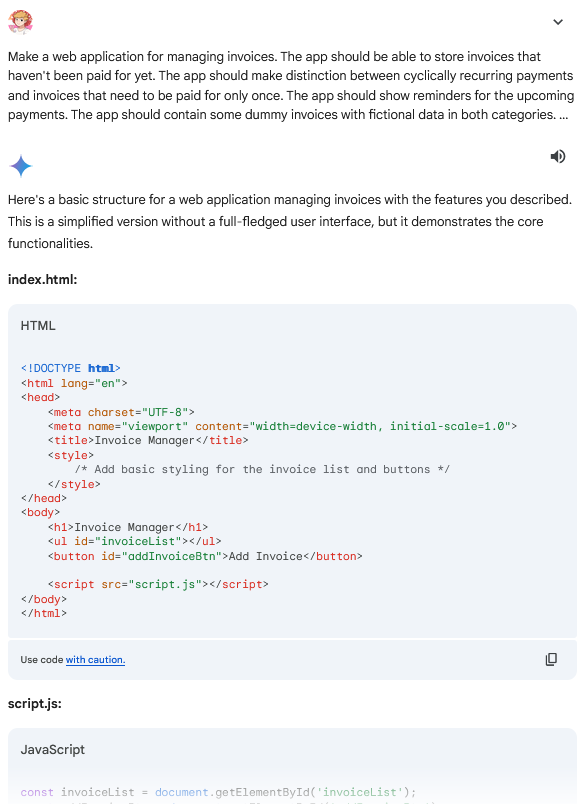 Make a web application for managing invoices. The app should be able to store invoices that
haven't been paid for yet. The app should make distinction between cyclically recurring payments
and invoices that need to be paid for only once. The app should show reminders for the upcoming
payments. The app should contain some dummy invoices with fictional data in both categories. ...
Here's a basic structure for a web application managing invoices with the features you described.
This is a simplified version without a full-fledged user interface, but it demonstrates the core
functionalities.
index.html:
HTML
<!DOCTYPE html>
<html lang="en">
<head>
    <meta charset="UTF-8">
    <meta name="viewport" content="width=device-width, initial-scale=1.0">
    <title>Invoice Manager</title>
    <style>
        /* Add basic styling for the invoice list and buttons */
    </style>
</head>
<body>
    <h1>Invoice Manager</h1>
    <ul id="invoiceList"></ul>
    <button id="addInvoiceBtn">Add Invoice</button>
    <script src="script.js"></script>
</body>
</html>
Use code with caution.
script.js:
JavaScript
const invoiceList = document.getElementById('invoiceList');